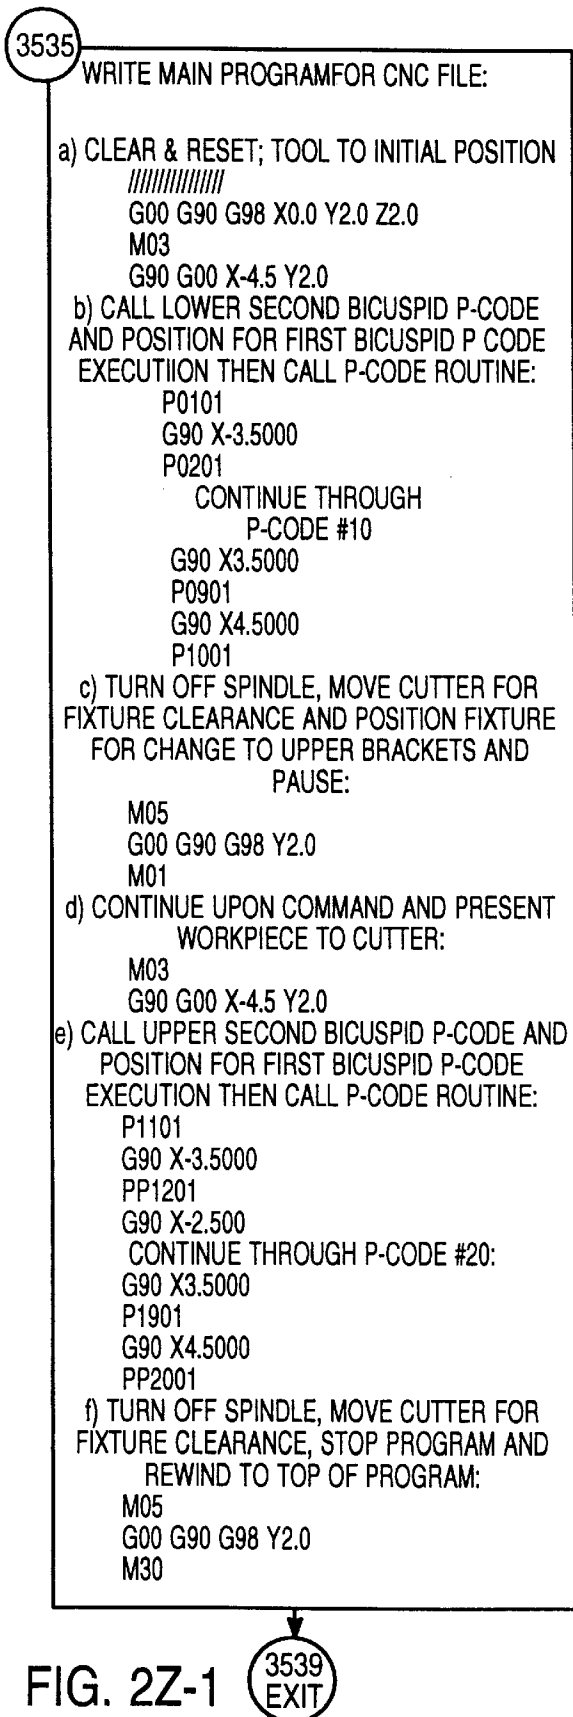 3535
WRITE MAIN PROGRAMFOR CNC FILE:
a) CLEAR & RESET; TOOL TO INITIAL POSITION
////////////////
G00 G90 G98 X0.0 Y2.0 Z2.0
M03
G90 G00 X-4.5 Y2.0
b) CALL LOWER SECOND BICUSPID P-CODE
AND POSITION FOR FIRST BICUSPID P CODE
EXECUTIION THEN CALL P-CODE ROUTINE:
P0101
G90 X-3.5000
P0201
CONTINUE THROUGH
P-CODE #10
G90 X3.5000
P0901
G90 X4.5000
P1001
c) TURN OFF SPINDLE, MOVE CUTTER FOR
FIXTURE CLEARANCE AND POSITION FIXTURE
FOR CHANGE TO UPPER BRACKETS AND
PAUSE:
M05
G00 G90 G98 Y2.0
M01
d) CONTINUE UPON COMMAND AND PRESENT
WORKPIECE TO CUTTER:
M03
G90 G00 X-4.5 Y2.0
e) CALL UPPER SECOND BICUSPID P-CODE AND
POSITION FOR FIRST BICUSPID P-CODE
EXECUTION THEN CALL P-CODE ROUTINE:
P1101
G90 X-3.5000
PP1201
G90 X-2.500
CONTINUE THROUGH P-CODE #20:
G90 X3.5000
P1901
G90 X4.5000
PP2001
f) TURN OFF SPINDLE, MOVE CUTTER FOR
FIXTURE CLEARANCE, STOP PROGRAM AND
REWIND TO TOP OF PROGRAM:
M05
G00 G90 G98 Y2.0
M30
3539
EXIT
FIG. 2Z-1